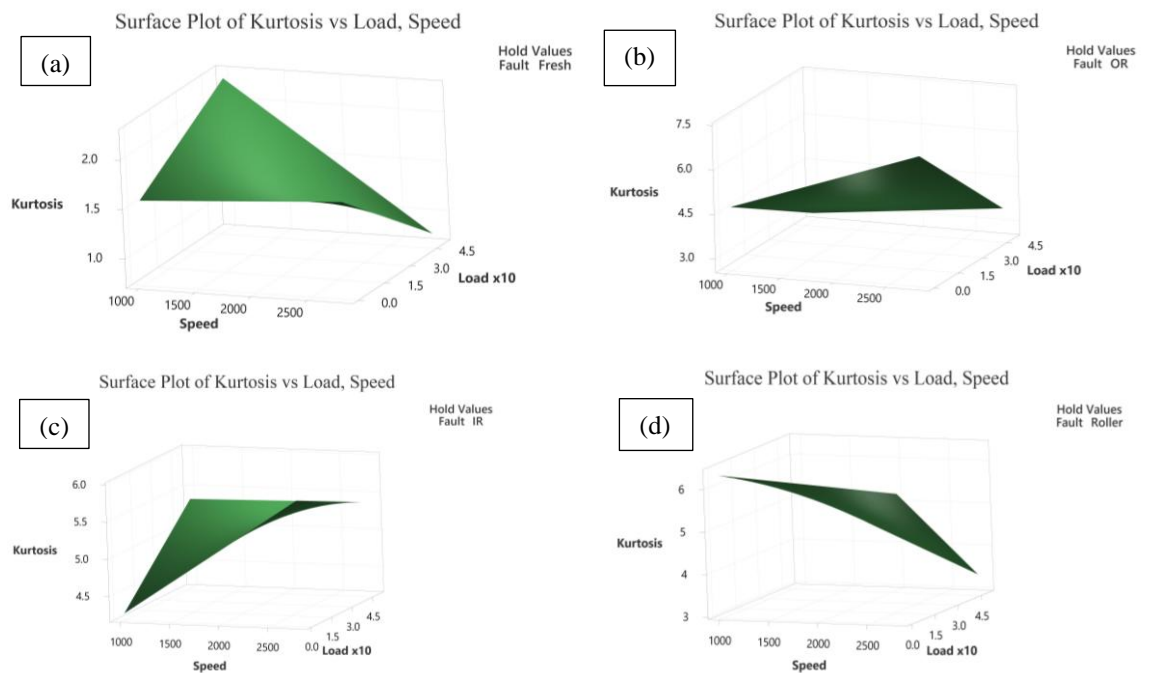 Surface Plot of Kurtosis vs Load, Speed
(a)
Hold Values
Fault Fresh
2.0
Kurtosis
1.5
1.0
1000
1500
2000
2500
Speed
0.0
1.5
3.0
4.5
Load x10
Surface Plot of Kurtosis vs Load, Speed
(b)
Hold Values
Fault OR
7.5
6.0
Kurtosis
4.5
3.0
1000
1500
2000
2500
Speed
0.0
1.5
3.0
4.5
Load x10
Surface Plot of Kurtosis vs Load, Speed
(c)
Hold Values
Fault IR
6.0
5.5
Kurtosis
5.0
4.5
1000
1500
2000
2500
Speed
0.0
1.5
3.0
4.5
Load x10
Surface Plot of Kurtosis vs Load, Speed
(d)
Hold Values
Fault Roller
6
5
Kurtosis
4
3
1000
1500
2000
2500
Speed
0.0
1.5
3.0
4.5
Load x10